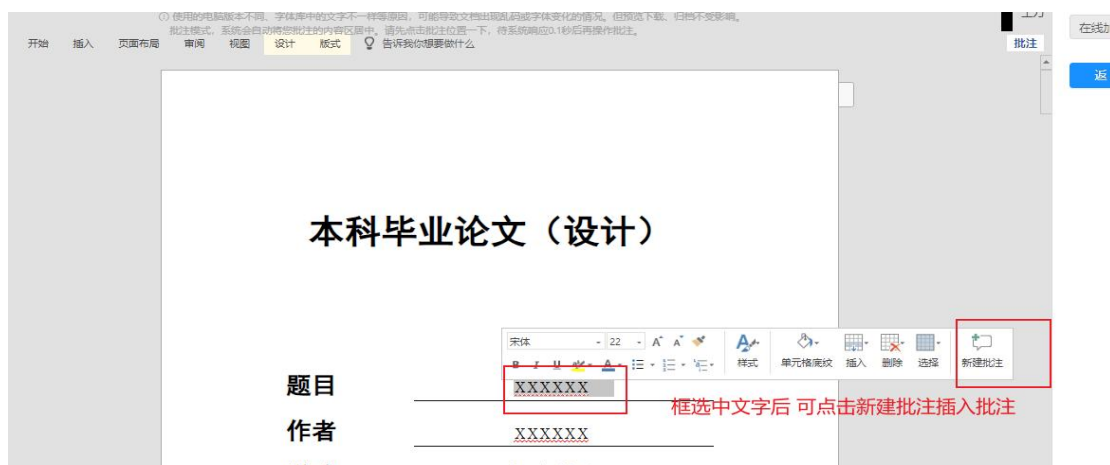 ① 使用的电脑版本不同、字体库中的文字不一样等原因，可能导致文档出现乱码或字体变化的情况。但预览下载、归档不受影响。
批注模式，系统会自动将您批注的内容区居中。请先点击批注位置一下，待系统响应0.1秒后再操作批注。
开始 插入 页面布局 审阅 视图 设计 版式 告诉我你想要做什么
批注
返
本科毕业论文（设计）
宋体 22 A A 样式 单元格底纹 插入 删除 选择 新建批注
B I U
题目 XXXXXX
框选中文字后 可点击新建批注插入批注
作者 XXXXXX